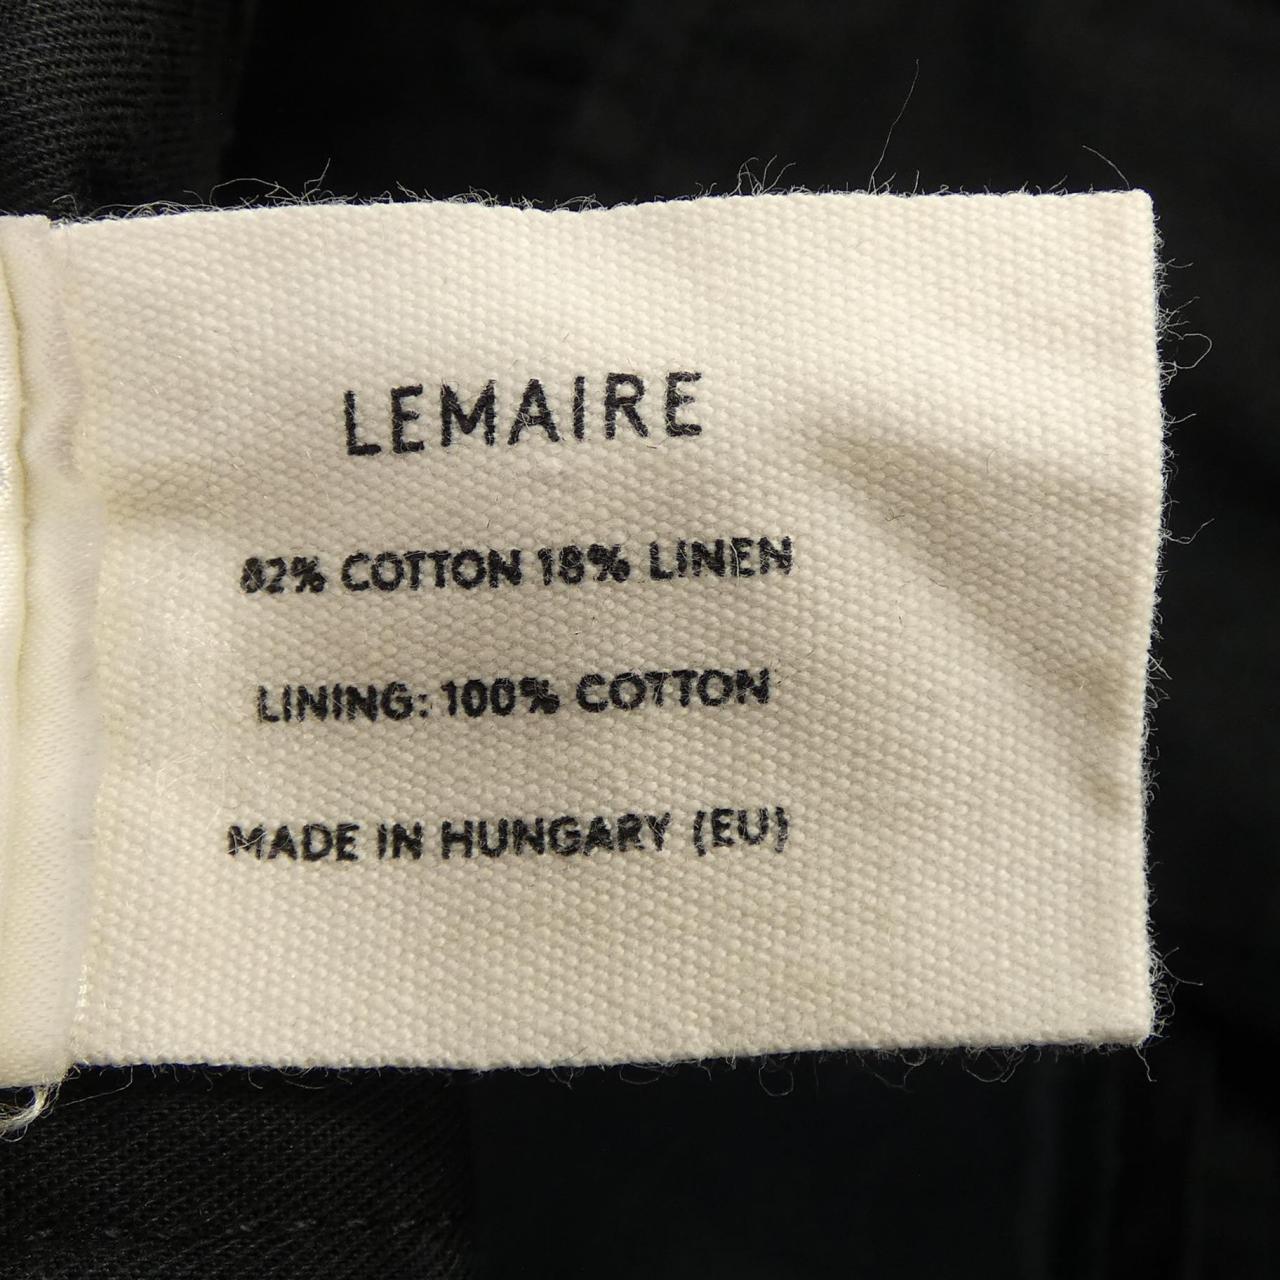 LEMAIRE
82% COTTON 18% LINEN
LINING: 100% COTTON
MADE IN HUNGARY (EU)